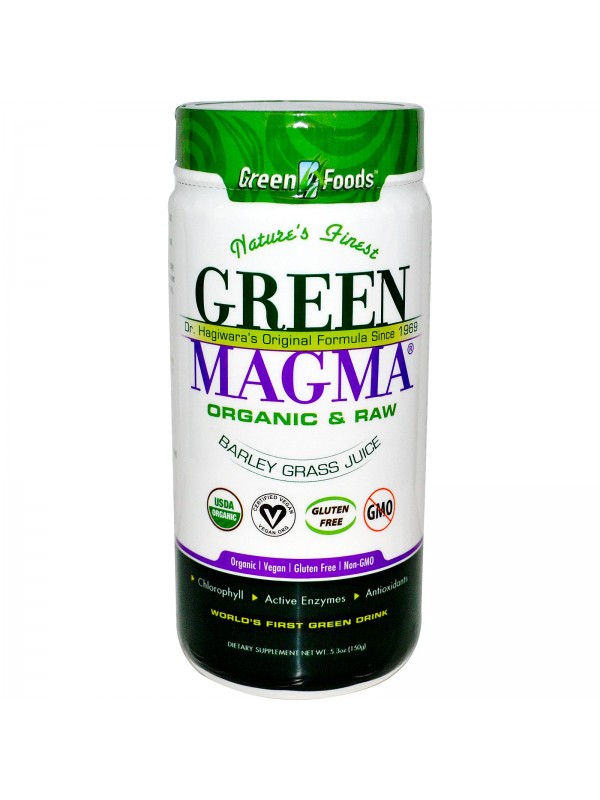 Green Foods™
Nature's Finest
GREEN
Dr. Hagiwara's Original Formula Since 1969
MAGMA®
ORGANIC & RAW
BARLEY GRASS JUICE
USDA
ORGANIC
CERTIFIED VEGAN
V
VEGAN.ORG
GLUTEN
FREE
GMO
Organic | Vegan | Gluten Free | Non-GMO
▶ Chlorophyll ▶ Active Enzymes ▶ Antioxidants
WORLD'S FIRST GREEN DRINK
DIETARY SUPPLEMENT NET WT. 5.3oz (150g)